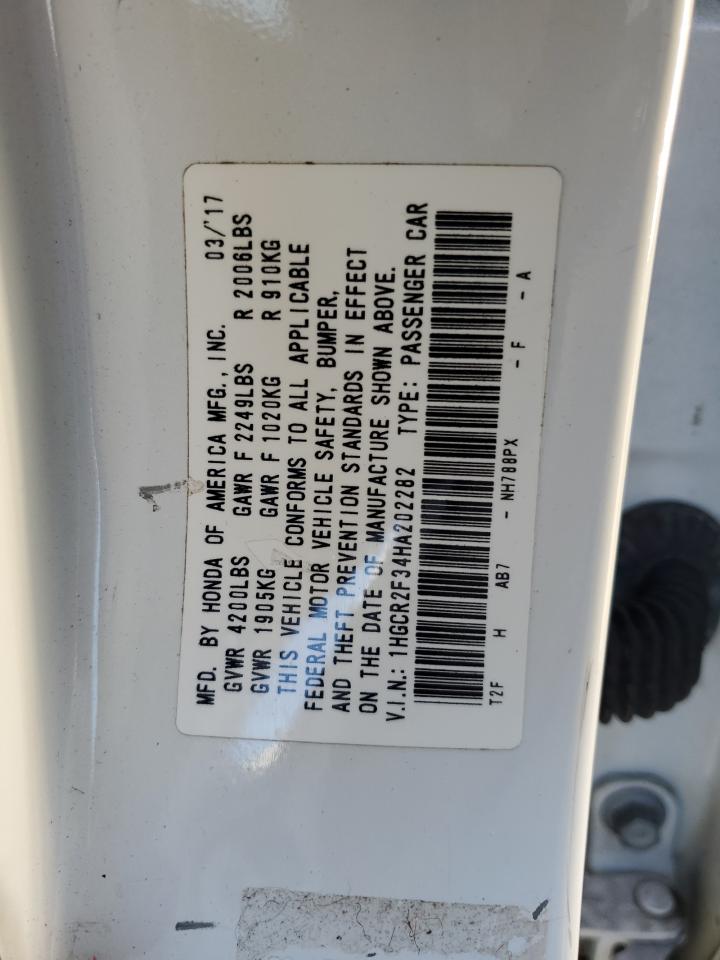 MFD. BY HONDA OF AMERICA MFG., INC. 03/'17
GVWR 4200LBS GAWR F 2249LBS R 2006LBS
GVWR 1905KG GAWR F 1020KG R 910KG
THIS VEHICLE CONFORMS TO ALL APPLICABLE
FEDERAL MOTOR VEHICLE SAFETY, BUMPER,
AND THEFT PREVENTION STANDARDS IN EFFECT
ON THE DATE OF MANUFACTURE SHOWN ABOVE.
V.I.N.: 1HGCR2F34HA202282 TYPE: PASSENGER CAR
T2F H AB7 - NH788PX - F - A